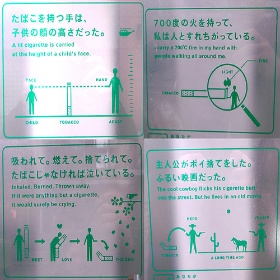 たばこを持つ手は、
子供の顔の高さだった。
A lit cigarette is carried
at the height of a child's face.
FACE
HAND
CHILD
TOBACCO
ADULT
700度の火を持って、
私は人とすれちがっている。
I carry a 700°C fire in my hand with
people walking all around me.
FIRE
LIGHT
TOBACCO
吸われて。燃えて。捨てられて。
たばこじゃなければ泣いている。
Inhaled. Burned. Thrown away.
If it were anything but a cigarette,
it would surely be crying.
MEET
LOVE
主人公がポイ捨てをした。
ふるい映画だった。
The cool cowboy flicks his cigarette butt
into the street. But he lives in an old movie.
HERO
A LONG TIME AGO